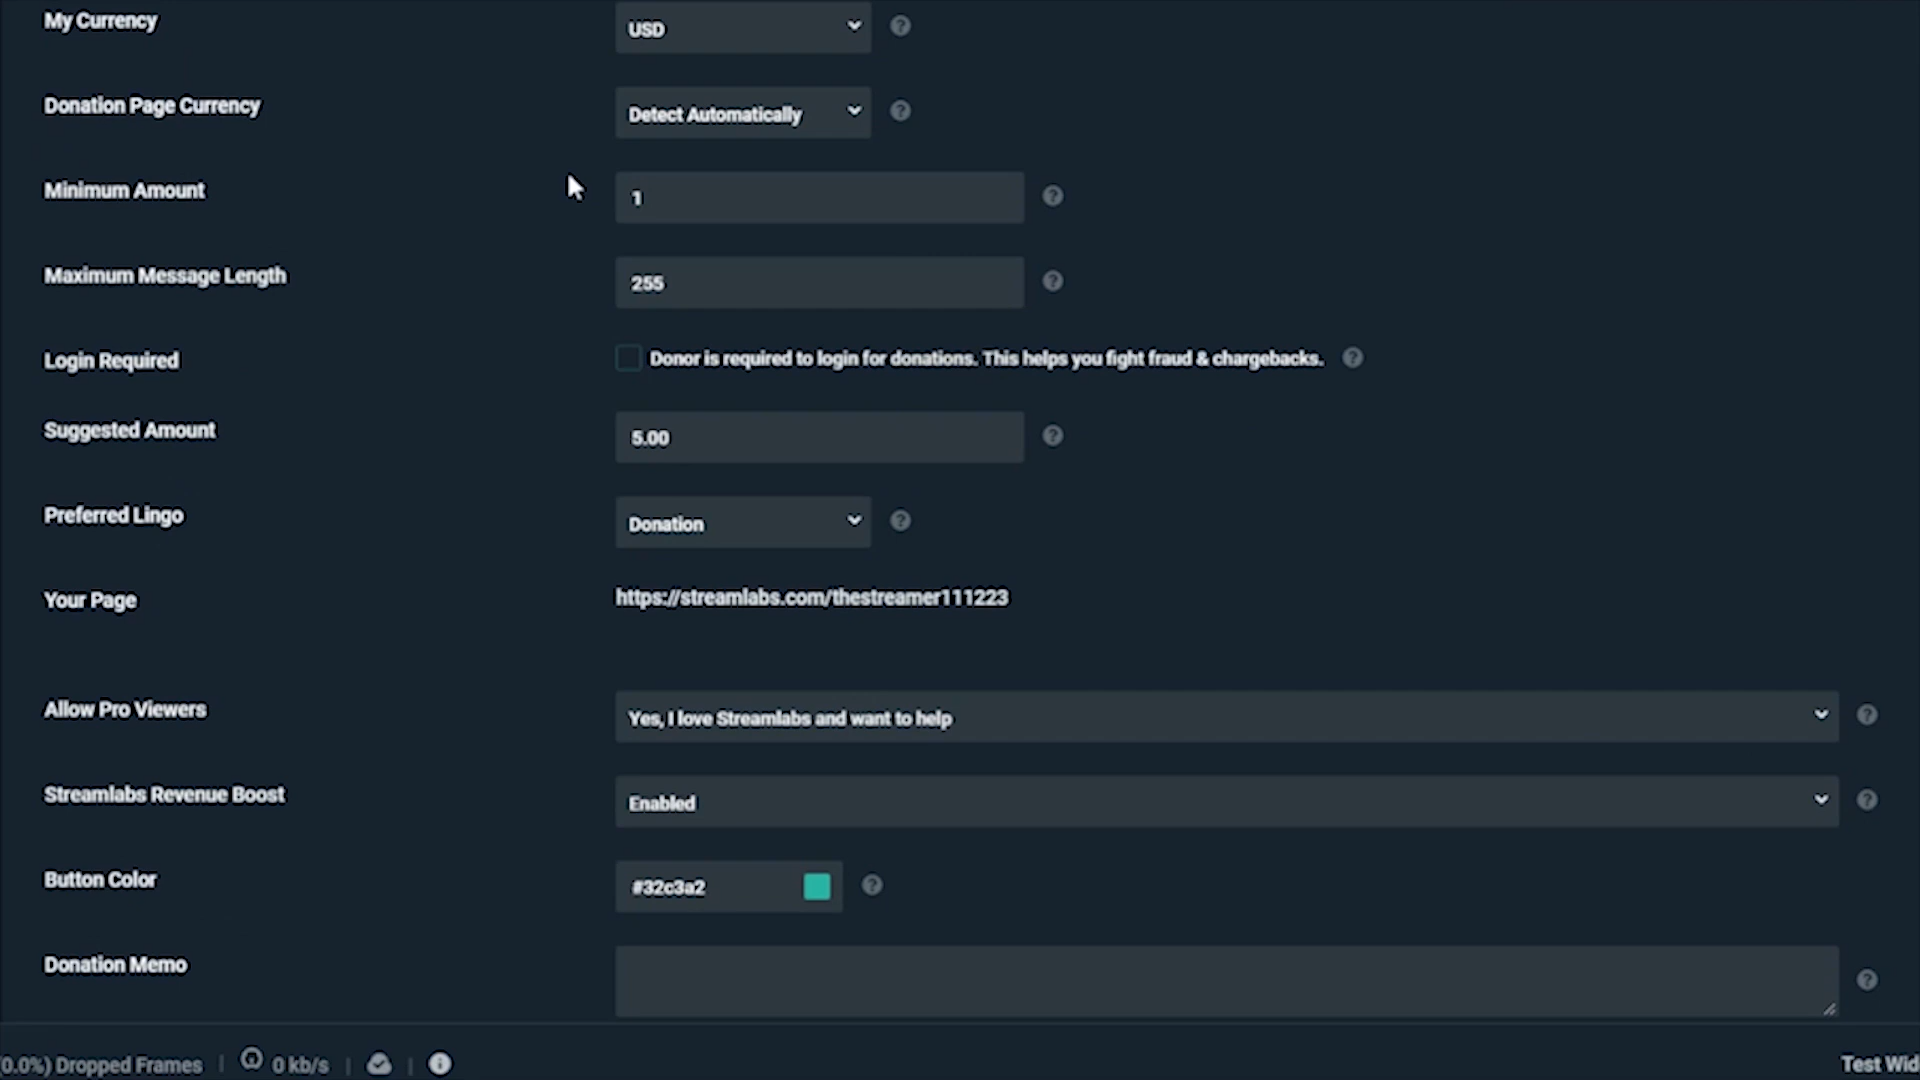 My Currency
USD
Donation Page Currency
Detect Automatically
Minimum Amount
1
Maximum Message Length
255
Login Required
Donor is required to login for donations. This helps you fight fraud & chargebacks.
Suggested Amount
5.00
Preferred Lingo
Donation
Your Page
https://streamlabs.com/thestreamer111223
Allow Pro Viewers
Yes, I love Streamlabs and want to help
Streamlabs Revenue Boost
Enabled
Button Color
#32c3a2
Donation Memo
(0.0%) Dropped Frames | 0 kb/s | |
Test Wid